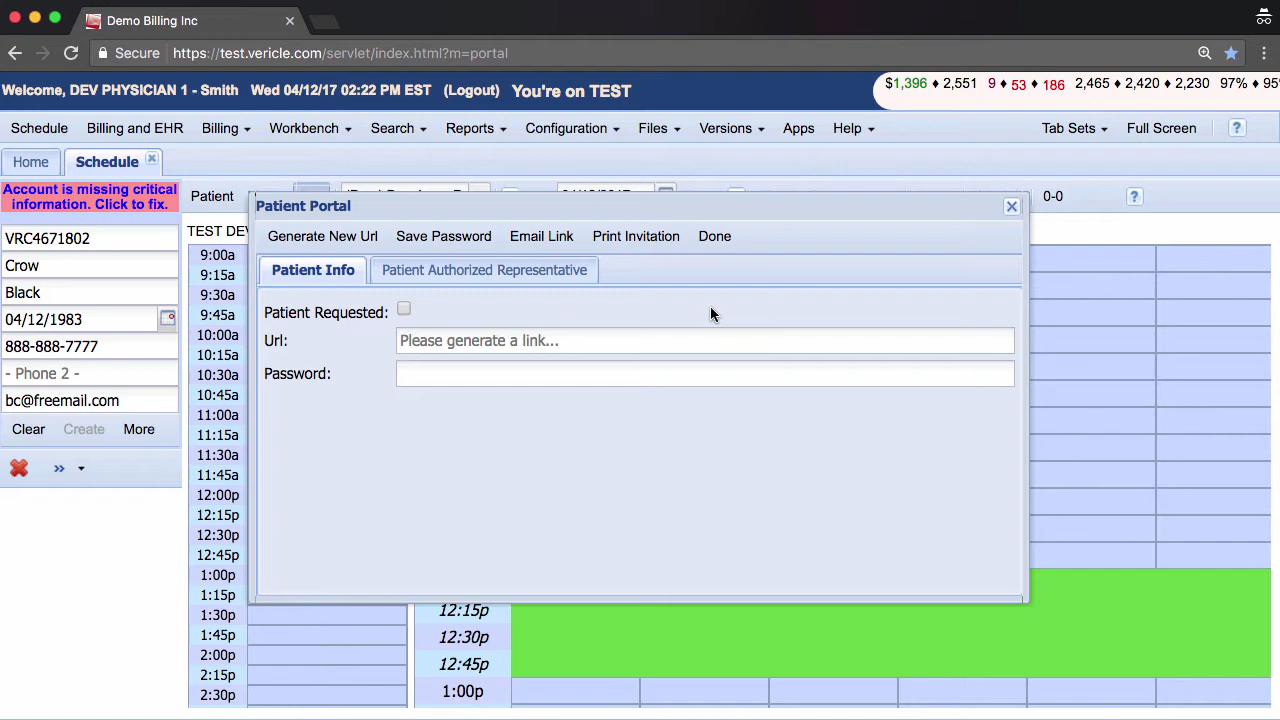 Demo Billing Inc
Secure https://test.vericle.com/servlet/index.html?m=portal
Welcome, DEV PHYSICIAN 1 - Smith Wed 04/12/17 02:22 PM EST (Logout) You're on TEST
$1,396 ♦ 2,551 9 ♦ 53 ♦ 186 2,465 ♦ 2,420 ♦ 2,230 97% ♦ 95%
Schedule Billing and EHR Billing Workbench Search Reports Configuration Files Versions Apps Help Tab Sets Full Screen ?
Home Schedule
Account is missing critical
information. Click to fix.
Patient 0-0 ?
VRC4671802
Crow
Black
04/12/1983
888-888-7777
- Phone 2 -
bc@freemail.com
Clear Create More
»
TEST DEV
9:00a
9:15a
9:30a
9:45a
10:00a
10:15a
10:30a
10:45a
11:00a
11:15a
11:30a
11:45a
12:00p
12:15p
12:30p
12:45p
1:00p
1:15p
1:30p
1:45p
2:00p
2:15p
2:30p
Patient Portal
Generate New Url Save Password Email Link Print Invitation Done
Patient Info Patient Authorized Representative
Patient Requested:
Url: Please generate a link...
Password:
12:15p
12:30p
12:45p
1:00p